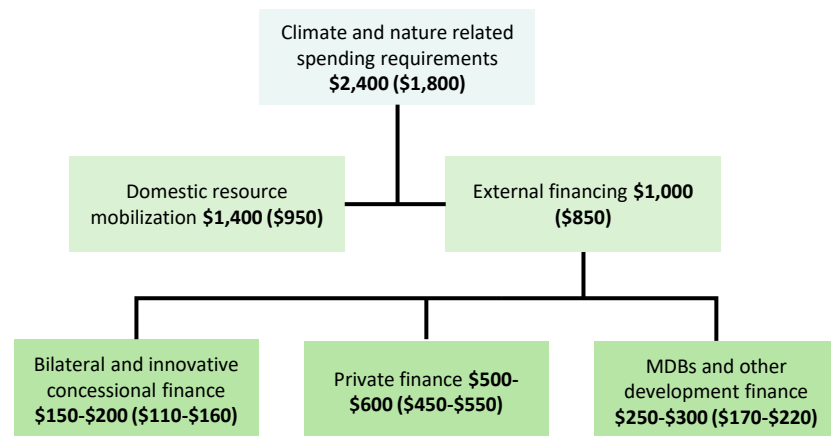 Climate and nature related
spending requirements
$2,400 ($1,800)
Domestic resource
mobilization $1,400 ($950)
External financing $1,000
($850)
Bilateral and innovative
concessional finance
$150-$200 ($110-$160)
Private finance $500-
$600 ($450-$550)
MDBs and other
development finance
$250-$300 ($170-$220)